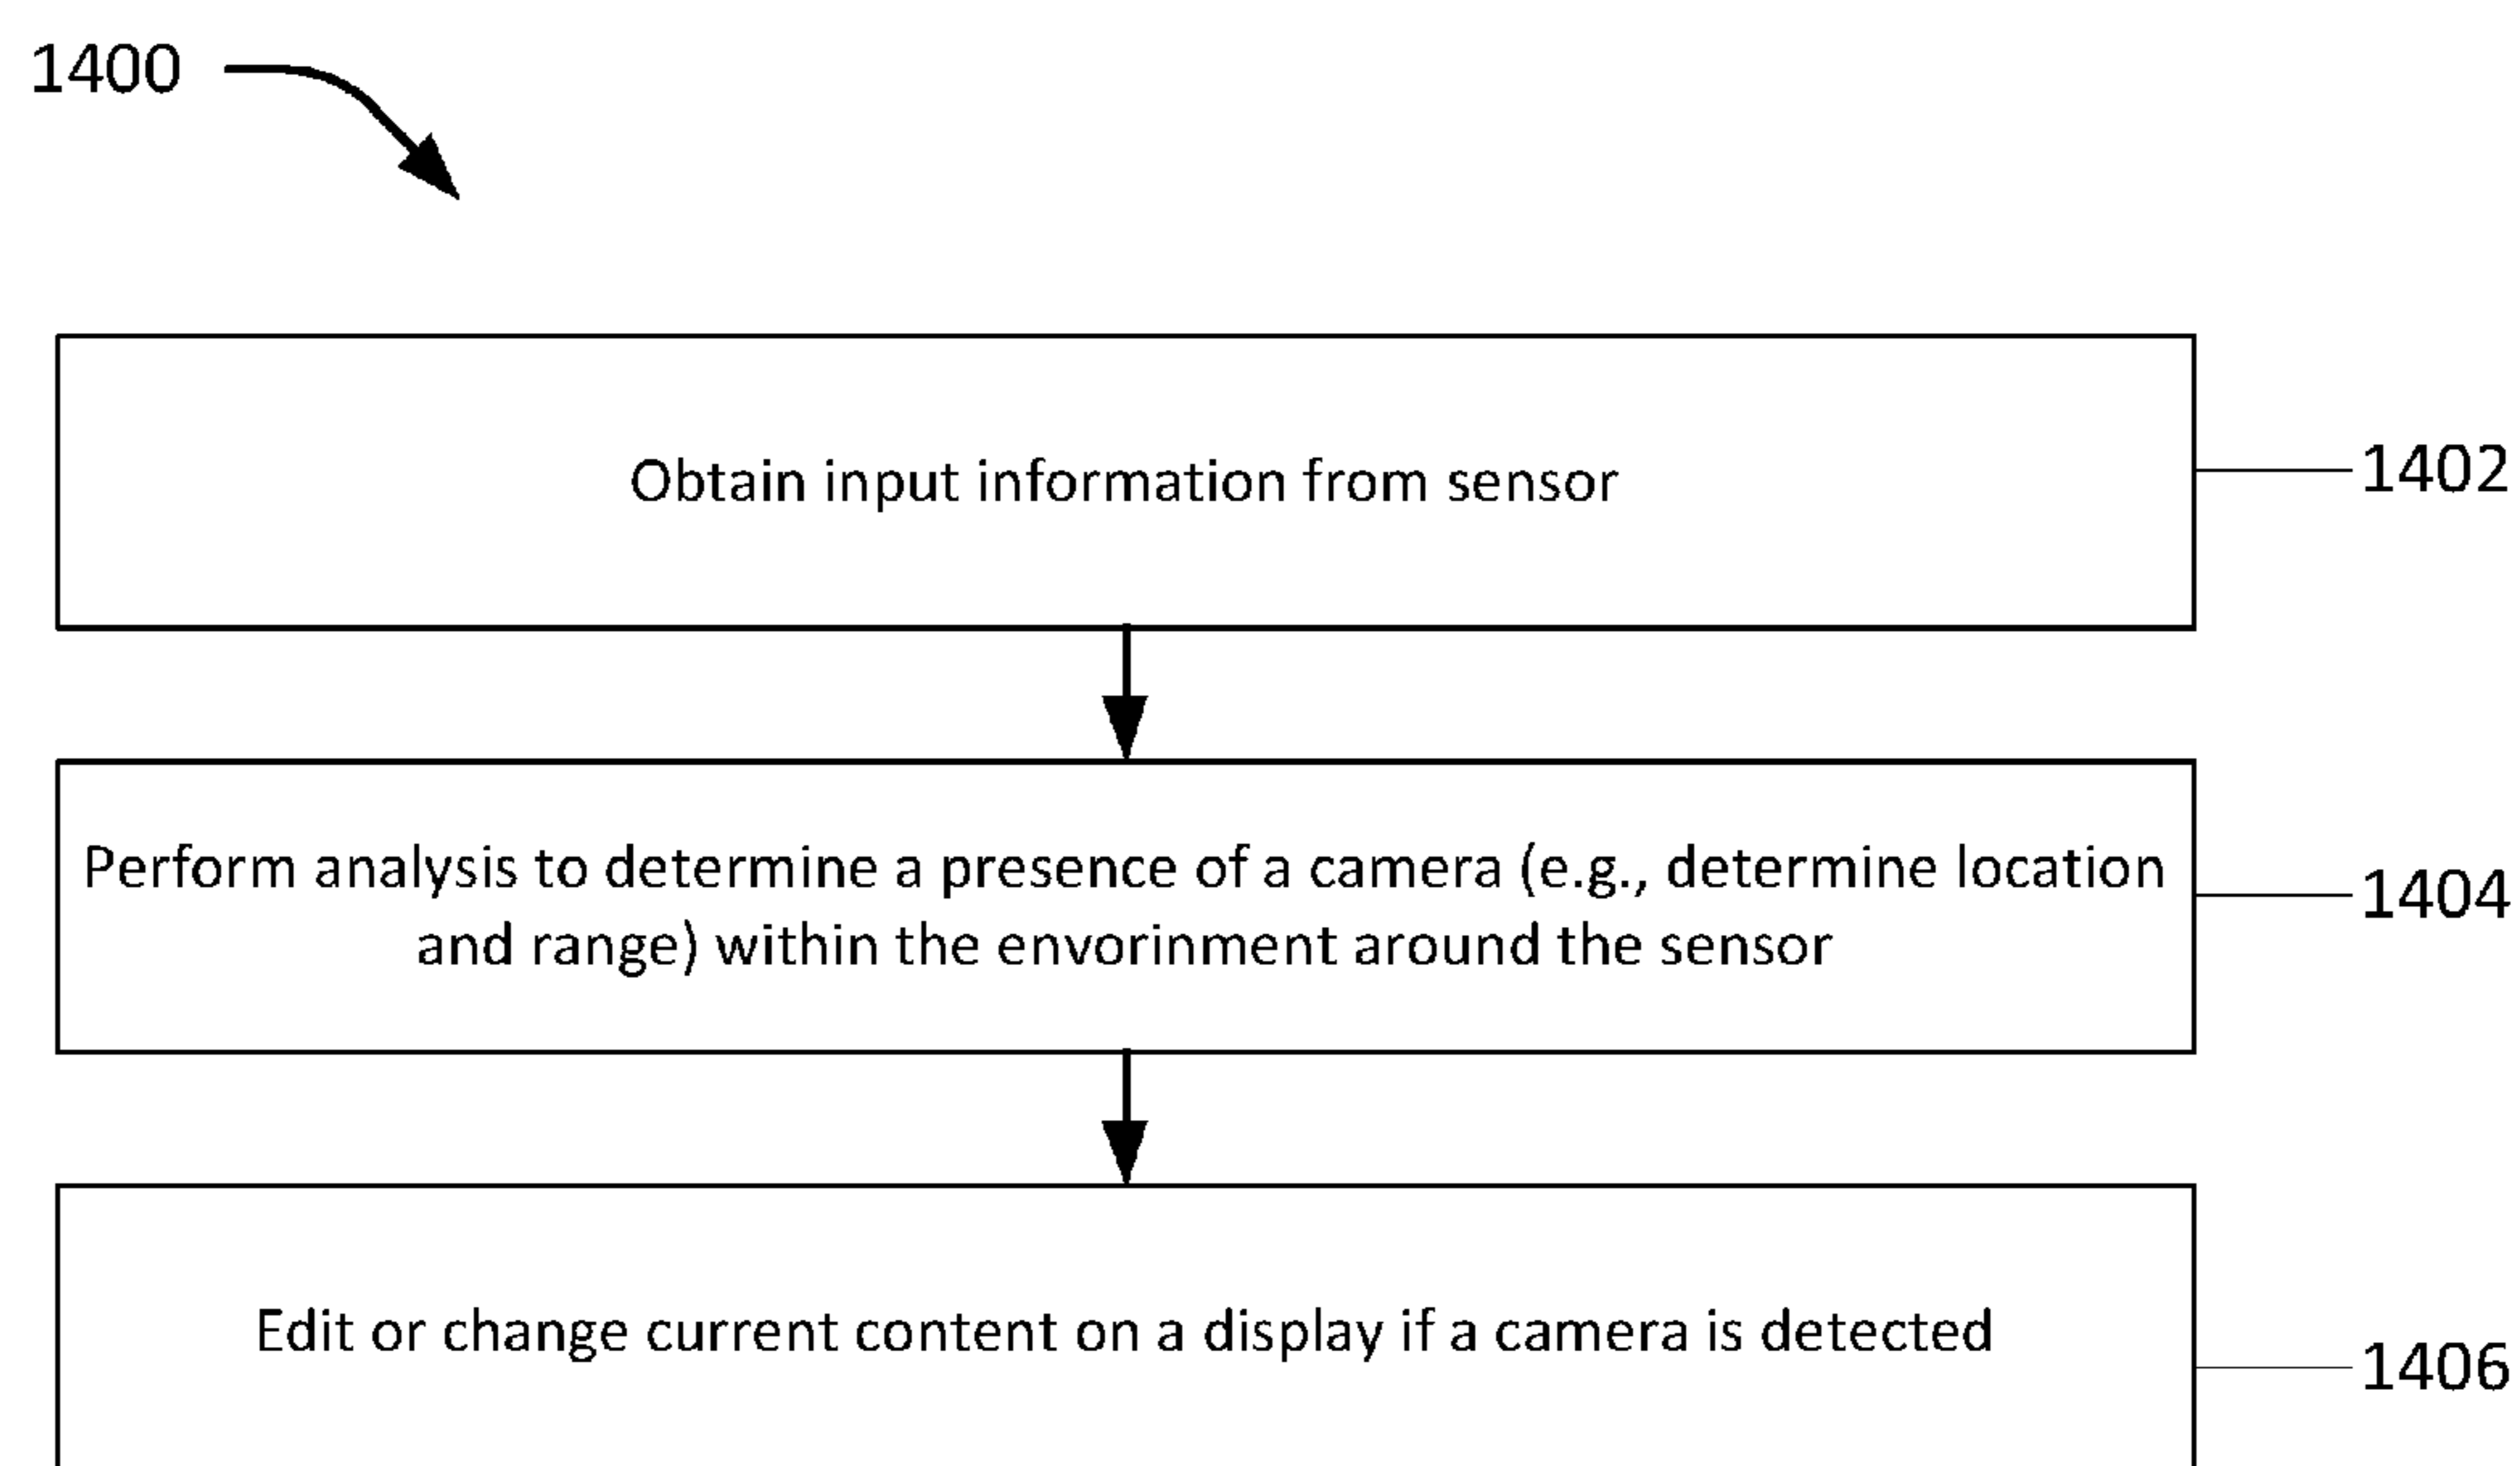 1400
Obtain input information from sensor
1402
Perform analysis to determine a presence of a camera (e.g., determine location
and range) within the envorinment around the sensor
1404
Edit or change current content on a display if a camera is detected
1406